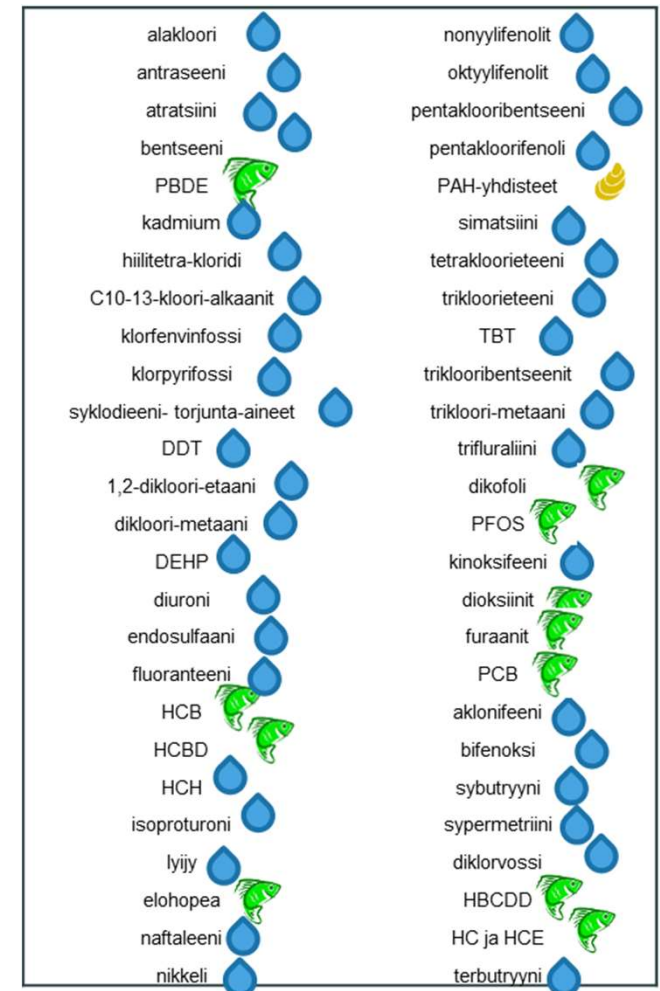 alakloori
antraseeni
atratsiini
bentseeni
PBDE
kadmium
hiilitetra-kloridi
C10-13-kloori-alkaanit
klorfenvinfossi
klorpyrifossi
syklodieeni- torjunta-aineet
DDT
1,2-dikloori-etaani
dikloori-metaani
DEHP
diuroni
endosulfaani
fluoranteeni
HCB
HCBD
HCH
isoproturoni
lyijy
elohopea
naftaleeni
nikkeli
nonyylifenolit
oktyylifenolit
pentaklooribentseeni
pentakloorifenoli
PAH-yhdisteet
simatsiini
tetrakloorieteeni
trikloorieteeni
TBT
triklooribentseenit
trikloori-metaani
trifluraliini
dikofoli
PFOS
kinoksifeeni
dioksiinit
furaanit
PCB
aklonifeeni
bifenoksi
sybutryyni
sypermetriini
diklorvossi
HBCDD
HC ja HCE
terbutryyni